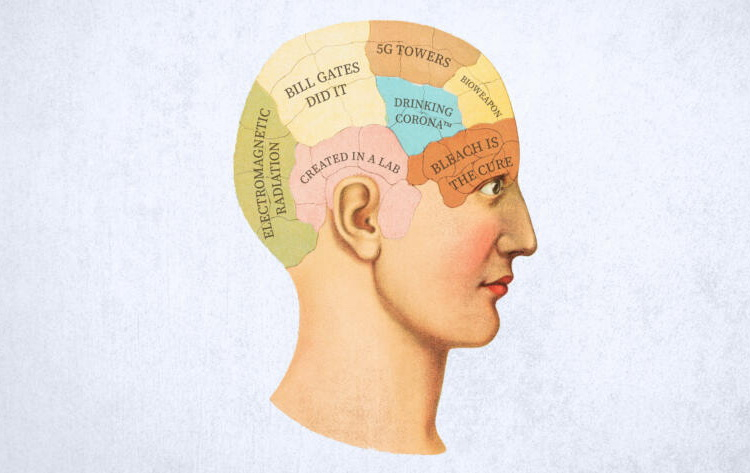 5G TOWERS
BILL GATES
DID IT
BIOWEAPON
DRINKING
CORONA™
ELECTROMAGNETIC
RADIATION
CREATED IN A LAB
BLEACH IS
THE CURE